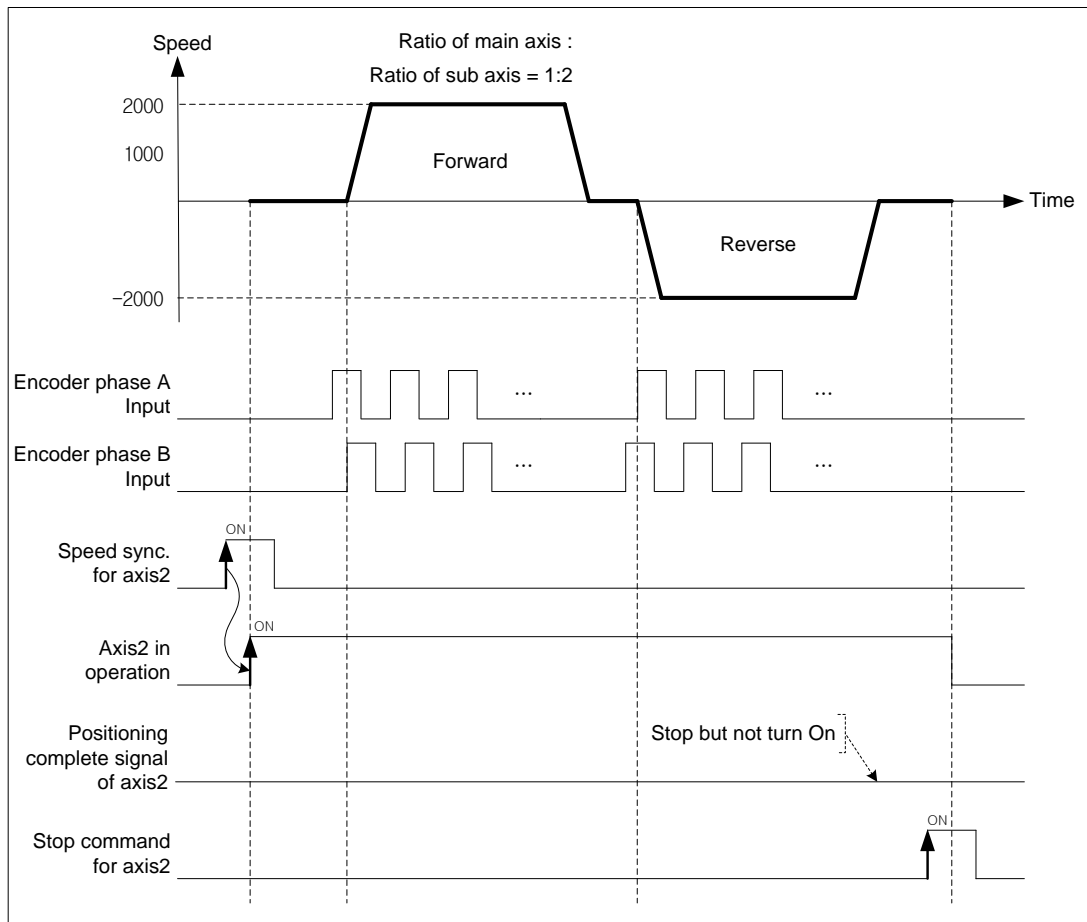 Speed
Ratio of main axis :
Ratio of sub axis = 1:2
2000
1000
Forward
Time
Reverse
−2000
Encoder phase A
Input
...
...
Encoder phase B
Input
...
...
ON
Speed sync.
for axis2
ON
Axis2 in
operation
Positioning
complete signal
of axis2
Stop but not turn On
ON
Stop command
for axis2